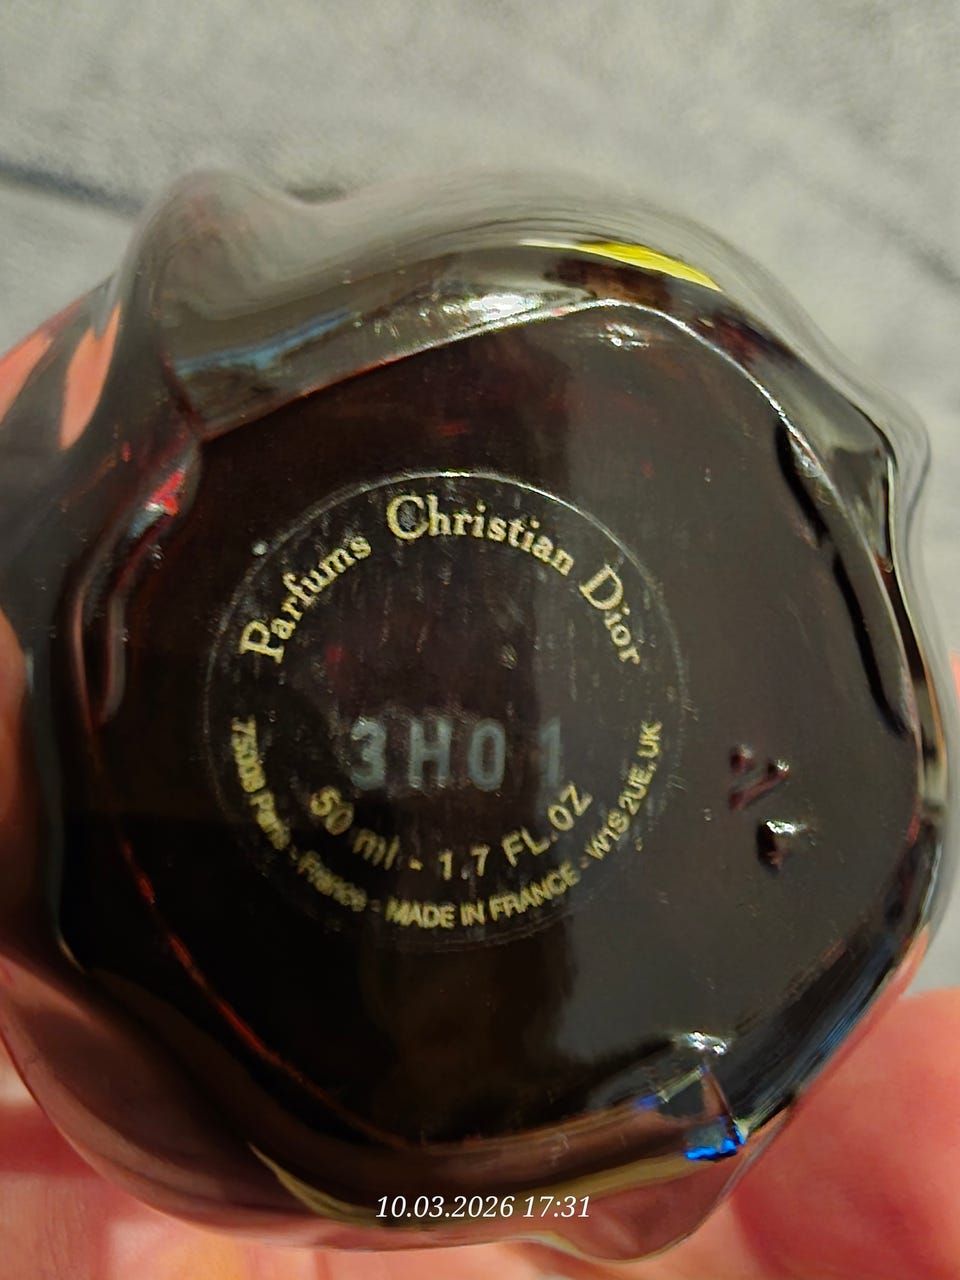 Parfums Christian Dior
3H01
50 ml - 1.7 FL.OZ
75008 Paris - France - MADE IN FRANCE - W1S 2UE, UK
10.03.2026 17:31